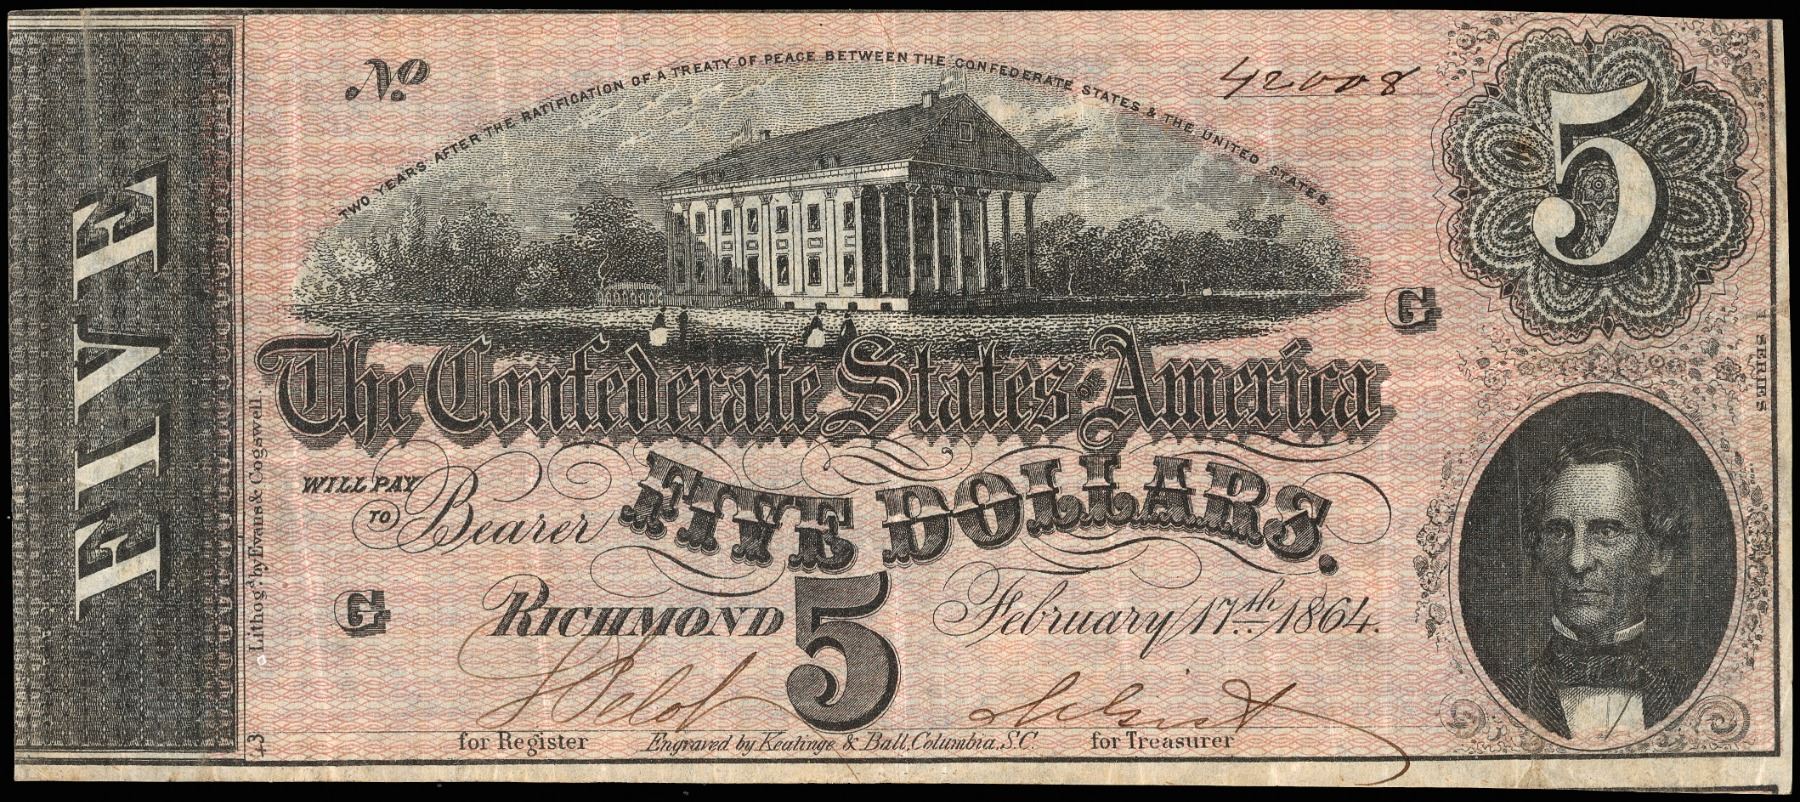 FIVE
No
42008
TWO YEARS AFTER THE RATIFICATION OF A TREATY OF PEACE BETWEEN THE CONFEDERATE STATES & THE UNITED STATES
5
G
1 SERIES
The Confederate States OF America
WILL PAY TO Bearer FIVE DOLLARS.
G
RICHMOND 5 February 17th 1864.
Lithog'd by Evans & Cogswell.
43
for Register
Engraved by Keatinge & Ball, Columbia, S.C.
for Treasurer